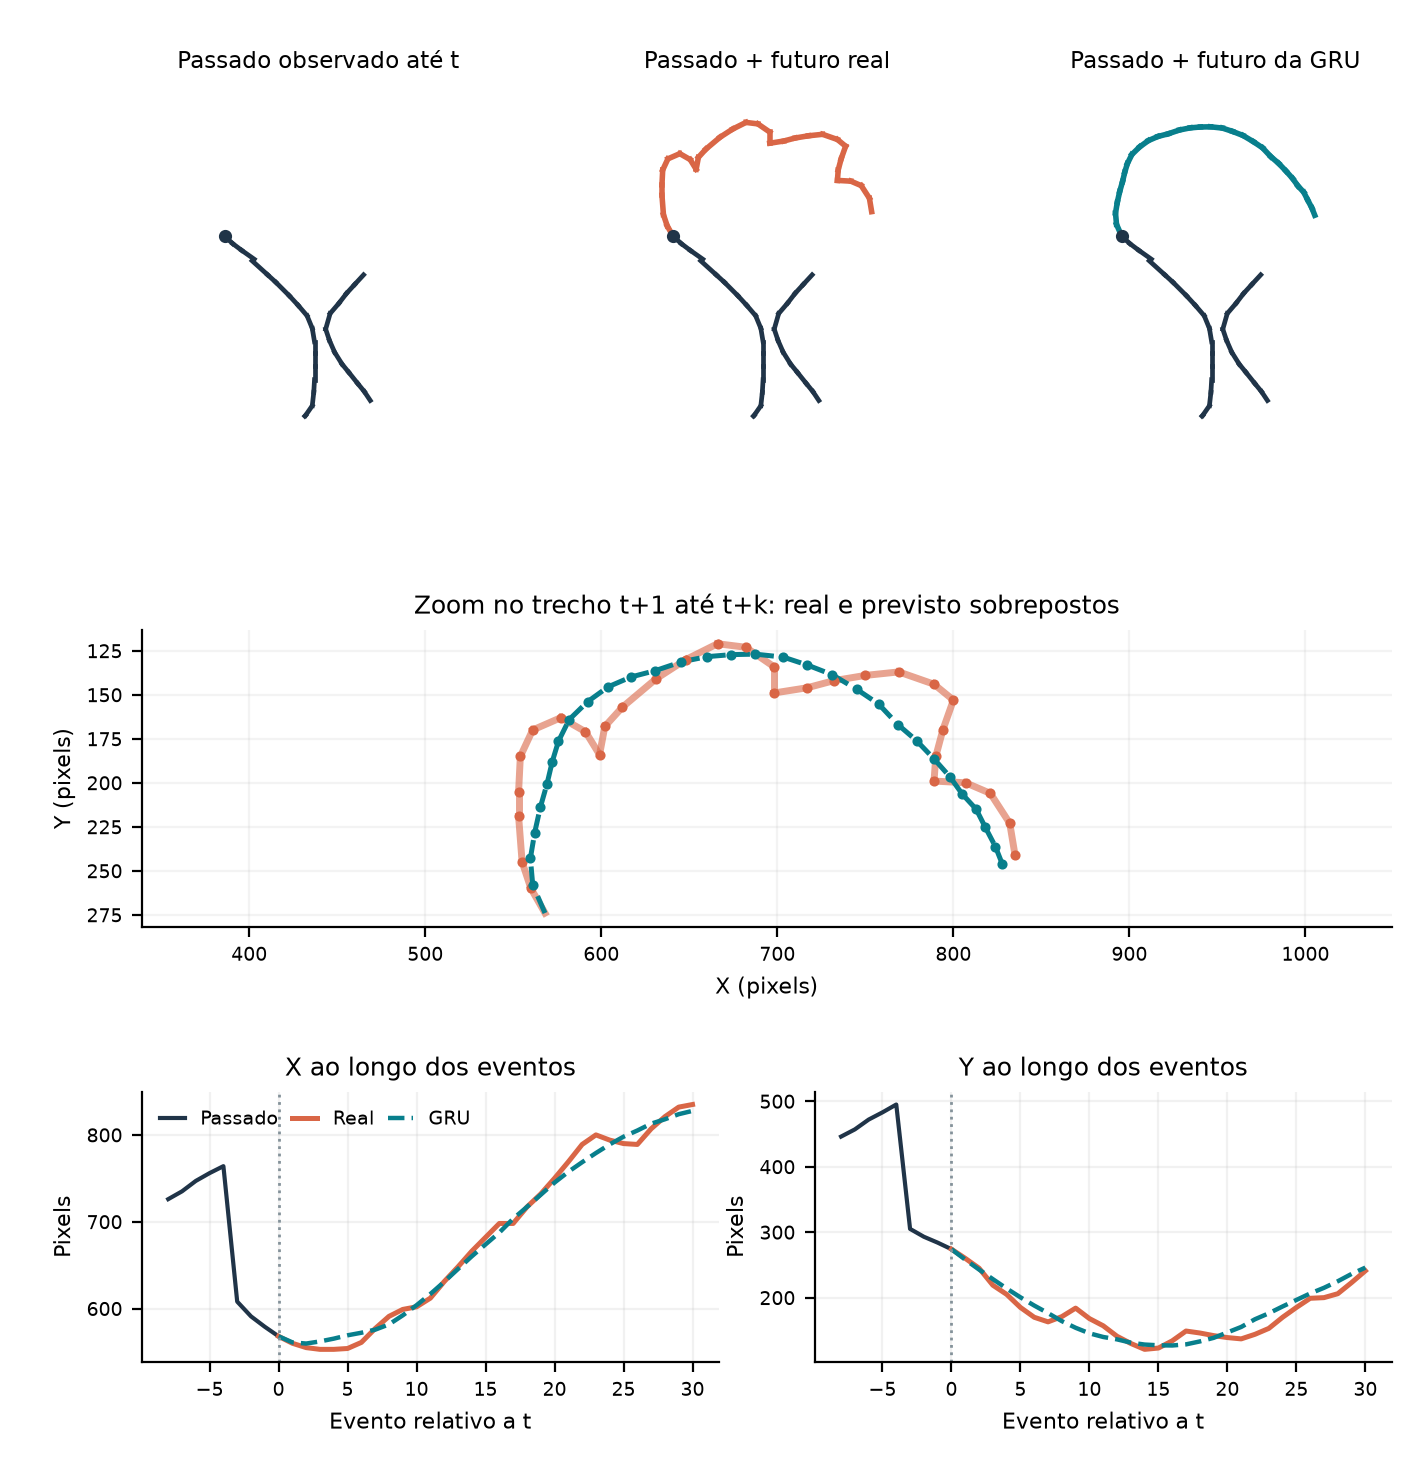 Passado observado até t
Passado + futuro real
Passado + futuro da GRU
Zoom no trecho t+1 até t+k: real e previsto sobrepostos
125
150
175
200
225
250
275
Y (pixels)
400 500 600 700 800 900 1000
X (pixels)
X ao longo dos eventos
Passado Real GRU
800
700
600
Pixels
−5 0 5 10 15 20 25 30
Evento relativo a t
Y ao longo dos eventos
500
400
300
200
Pixels
−5 0 5 10 15 20 25 30
Evento relativo a t